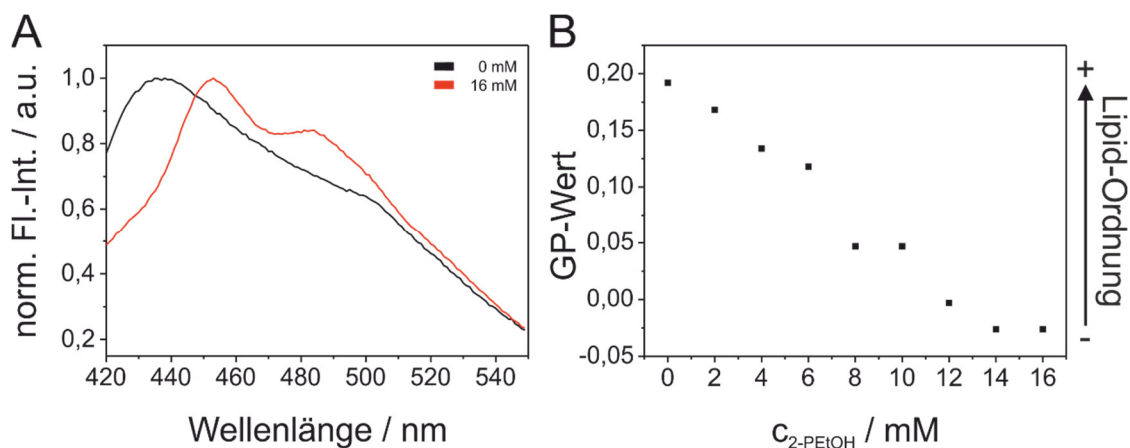 A
norm. Fl.-Int. / a.u.
1,0
0,8
0,6
0,4
0,2
0 mM
16 mM
420 440 460 480 500 520 540
Wellenlänge / nm
B
GP-Wert
0,20
0,15
0,10
0,05
0,00
-0,05
0 2 4 6 8 10 12 14 16
c2-PEtOH / mM
+
Lipid-Ordnung
-